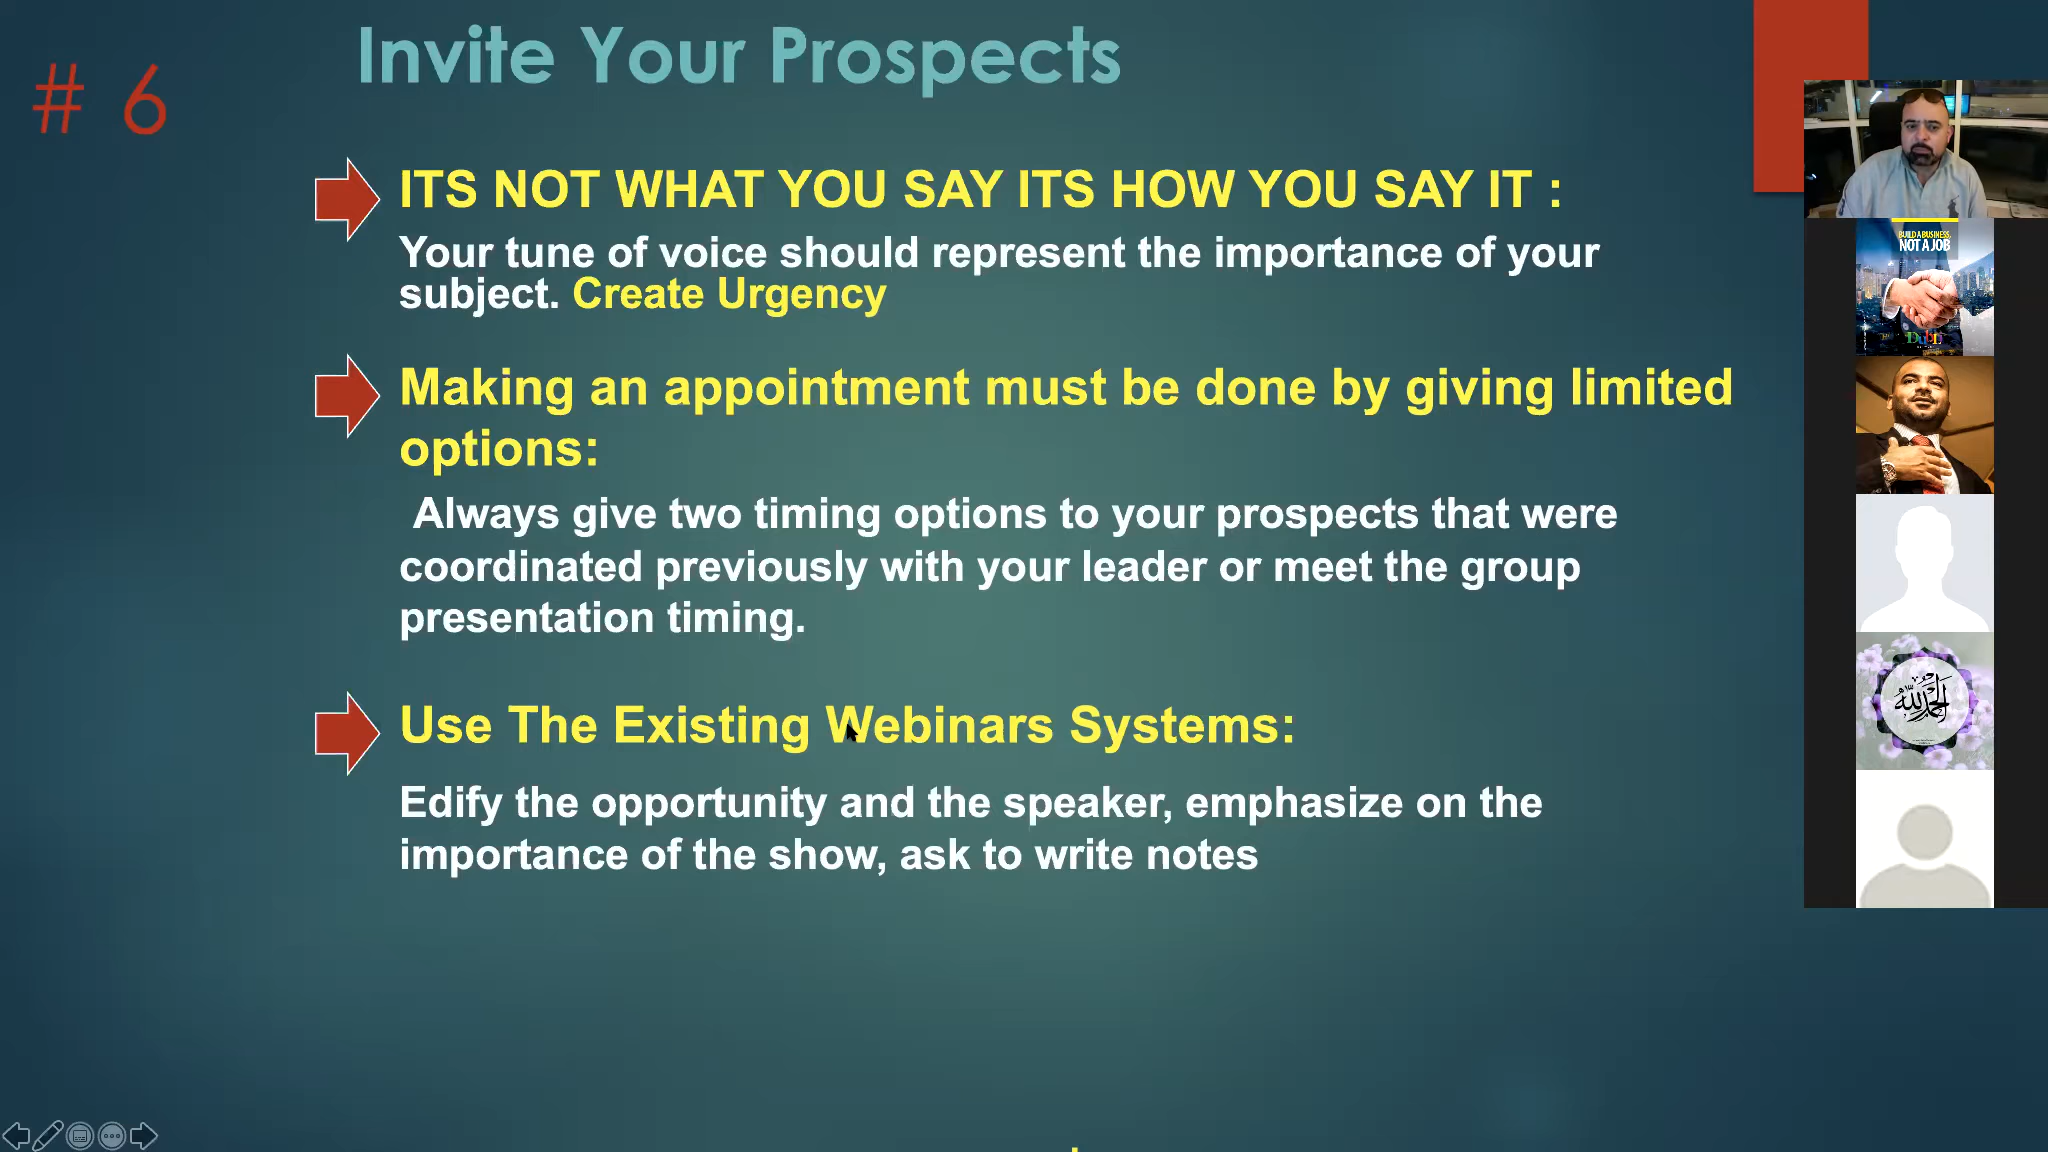 Invite Your Prospects
# 6
ITS NOT WHAT YOU SAY ITS HOW YOU SAY IT :
Your tune of voice should represent the importance of your
subject. Create Urgency
Making an appointment must be done by giving limited
options:
Always give two timing options to your prospects that were
coordinated previously with your leader or meet the group
presentation timing.
Use The Existing Webinars Systems:
Edify the opportunity and the speaker, emphasize on the
importance of the show, ask to write notes
BUILD A BUSINESS,
NOT A JOB
DubLi
الحمد لله